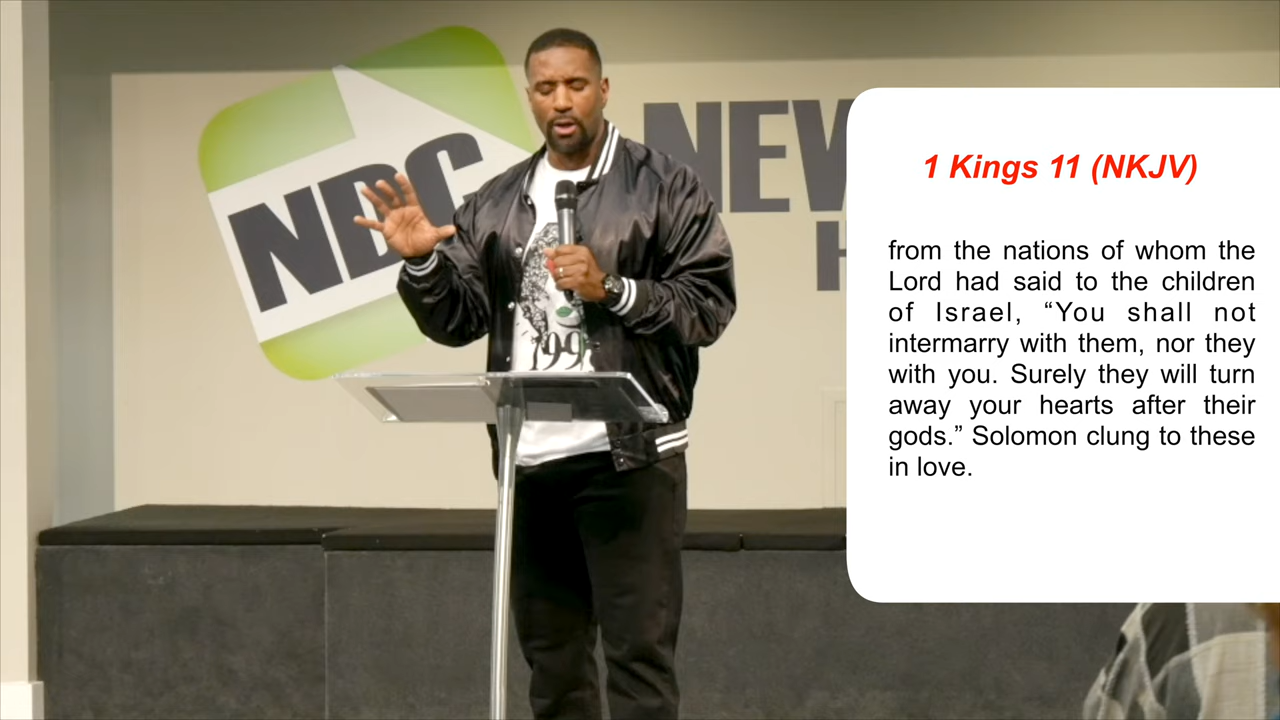 NDC
NEW
H
199
1 Kings 11 (NKJV)
from the nations of whom the
Lord had said to the children
of Israel, “You shall not
intermarry with them, nor they
with you. Surely they will turn
away your hearts after their
gods.” Solomon clung to these
in love.